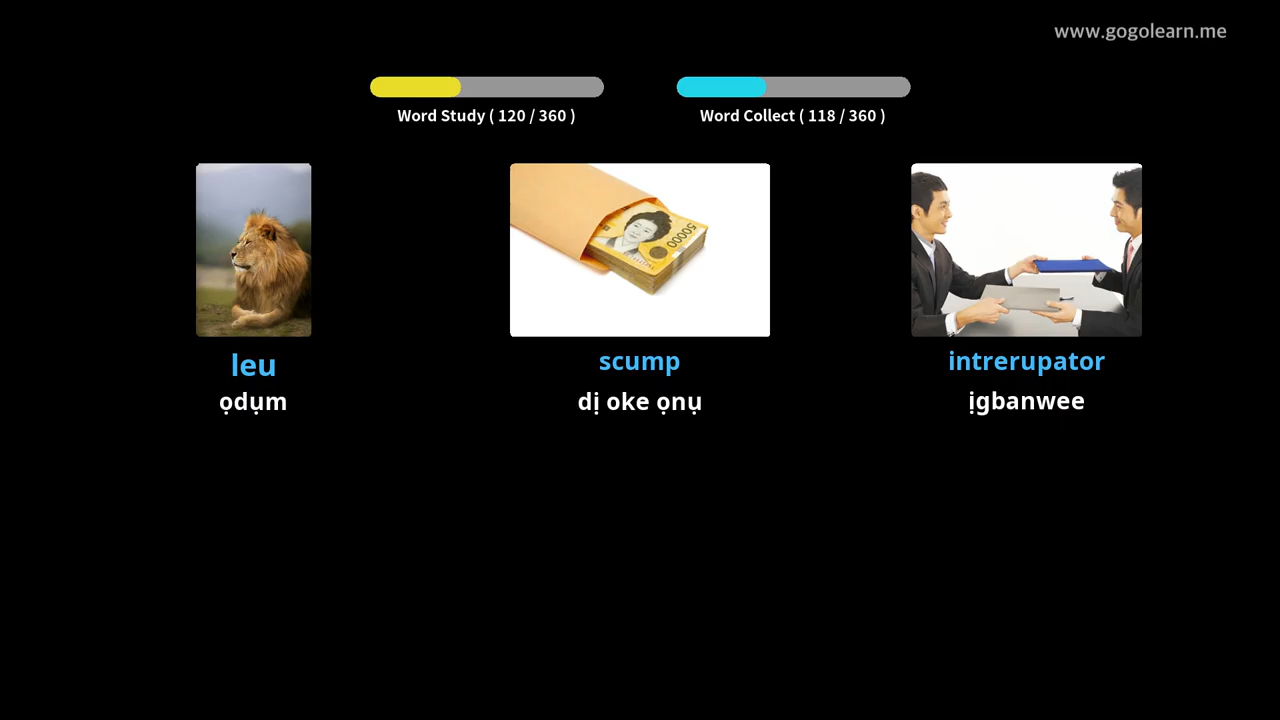 www.gogolearn.me
Word Study ( 120 / 360 )
Word Collect ( 118 / 360 )
50000
leu
scump
intrerupator
ọdụm
dị oke ọnụ
ịgbanwee